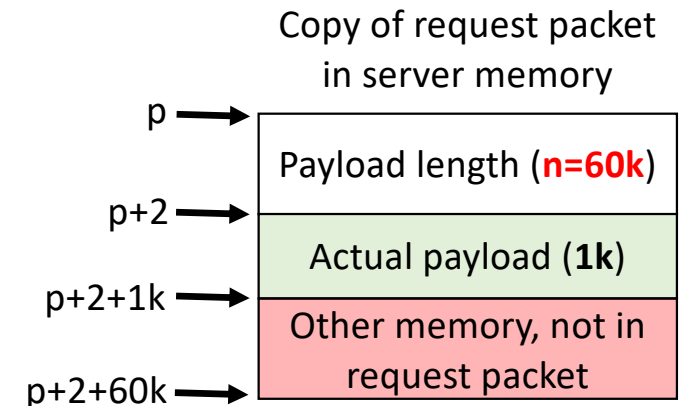 Copy of request packet
in server memory
p
Payload length (n=60k)
p+2
Actual payload (1k)
p+2+1k
Other memory, not in
request packet
p+2+60k